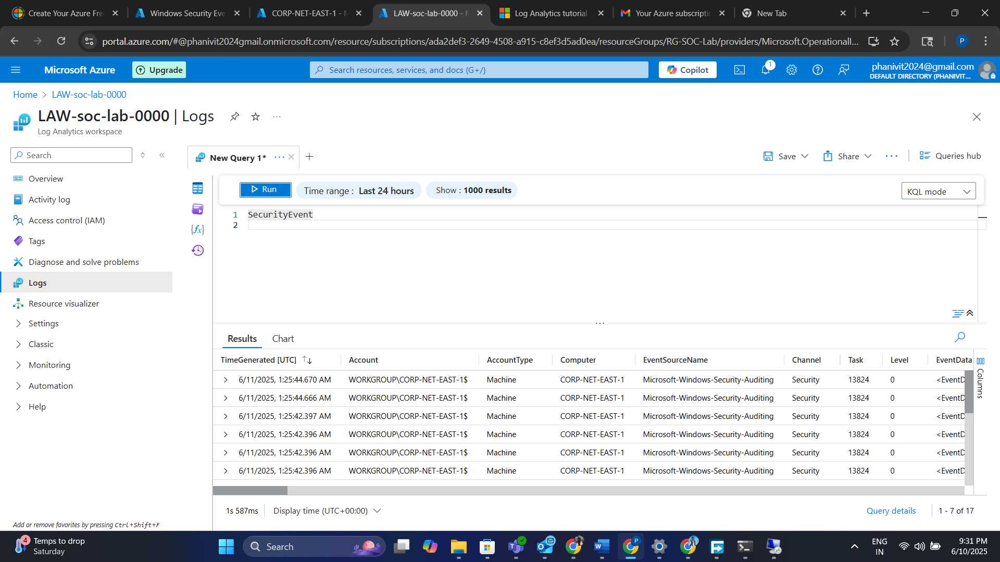 Create Your Azure Fre
Windows Security Eve
CORP-NET-EAST-1 - M
LAW-soc-lab-0000 - M
Log Analytics tutorial
Your Azure subscriptic
New Tab
portal.azure.com/#@phanivit2024gmail.onmicrosoft.com/resource/subscriptions/ada2def3-2649-4508-a915-c8ef3d5ad0ea/resourceGroups/RG-SOC-Lab/providers/Microsoft.OperationalI...
P
Microsoft Azure
Upgrade
Search resources, services, and docs (G+/)
Copilot
1
phanivit2024@gmail.com
DEFAULT DIRECTORY (PHANIVIT...
Home > LAW-soc-lab-0000
LAW-soc-lab-0000 | Logs
Log Analytics workspace
Search
Overview
Activity log
Access control (IAM)
Tags
Diagnose and solve problems
Logs
Resource visualizer
Settings
Classic
Monitoring
Automation
Help
Add or remove favorites by pressing Ctrl+Shift+F
New Query 1*
Save
Share
Queries hub
Run
Time range : Last 24 hours
Show : 1000 results
KQL mode
1 SecurityEvent
2
Results
Chart
TimeGenerated [UTC] Account AccountType Computer EventSourceName Channel Task Level EventData
6/11/2025, 1:25:44.670 AM WORKGROUP\CORP-NET-EAST-1$ Machine CORP-NET-EAST-1 Microsoft-Windows-Security-Auditing Security 13824 0 <EventD
6/11/2025, 1:25:44.666 AM WORKGROUP\CORP-NET-EAST-1$ Machine CORP-NET-EAST-1 Microsoft-Windows-Security-Auditing Security 13824 0 <EventD
6/11/2025, 1:25:42.397 AM WORKGROUP\CORP-NET-EAST-1$ Machine CORP-NET-EAST-1 Microsoft-Windows-Security-Auditing Security 13824 0 <EventD
6/11/2025, 1:25:42.396 AM WORKGROUP\CORP-NET-EAST-1$ Machine CORP-NET-EAST-1 Microsoft-Windows-Security-Auditing Security 13824 0 <EventD
6/11/2025, 1:25:42.396 AM WORKGROUP\CORP-NET-EAST-1$ Machine CORP-NET-EAST-1 Microsoft-Windows-Security-Auditing Security 13824 0 <EventD
6/11/2025, 1:25:42.396 AM WORKGROUP\CORP-NET-EAST-1$ Machine CORP-NET-EAST-1 Microsoft-Windows-Security-Auditing Security 13824 0 <EventD
Columns
1s 587ms
Display time (UTC+00:00)
Query details
1 - 7 of 17
4
Temps to drop
Saturday
Search
ENG
IN
9:31 PM
6/10/2025